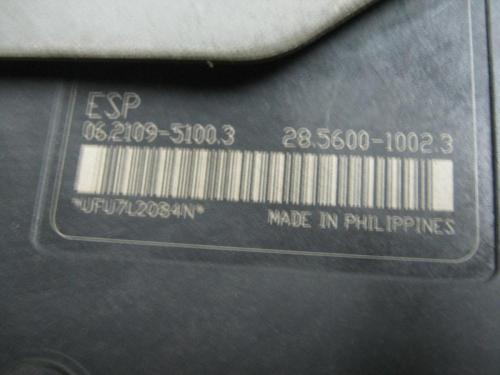 ESP
06.2109-5100.3 28.5600-1002.3
*UFU7L2084N* MADE IN PHILIPPINES